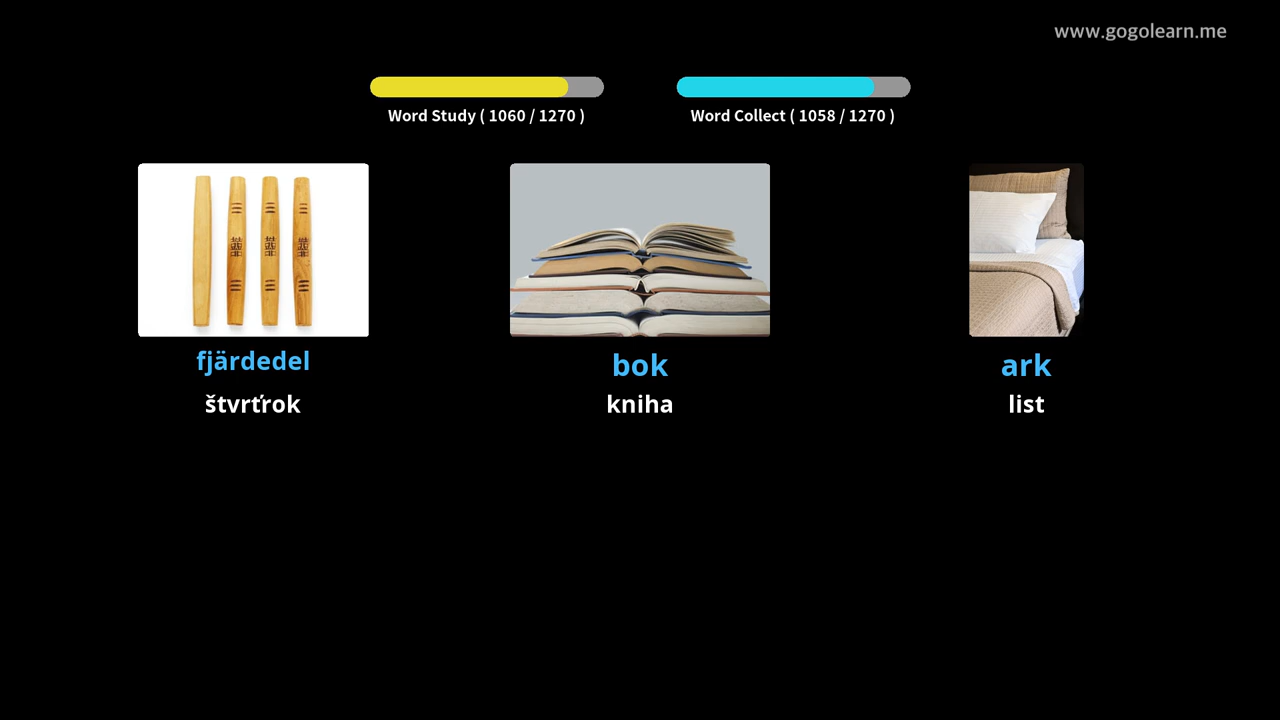 www.gogolearn.me
Word Study ( 1060 / 1270 )
Word Collect ( 1058 / 1270 )
fjärdedel
bok
ark
štvrťrok
kniha
list